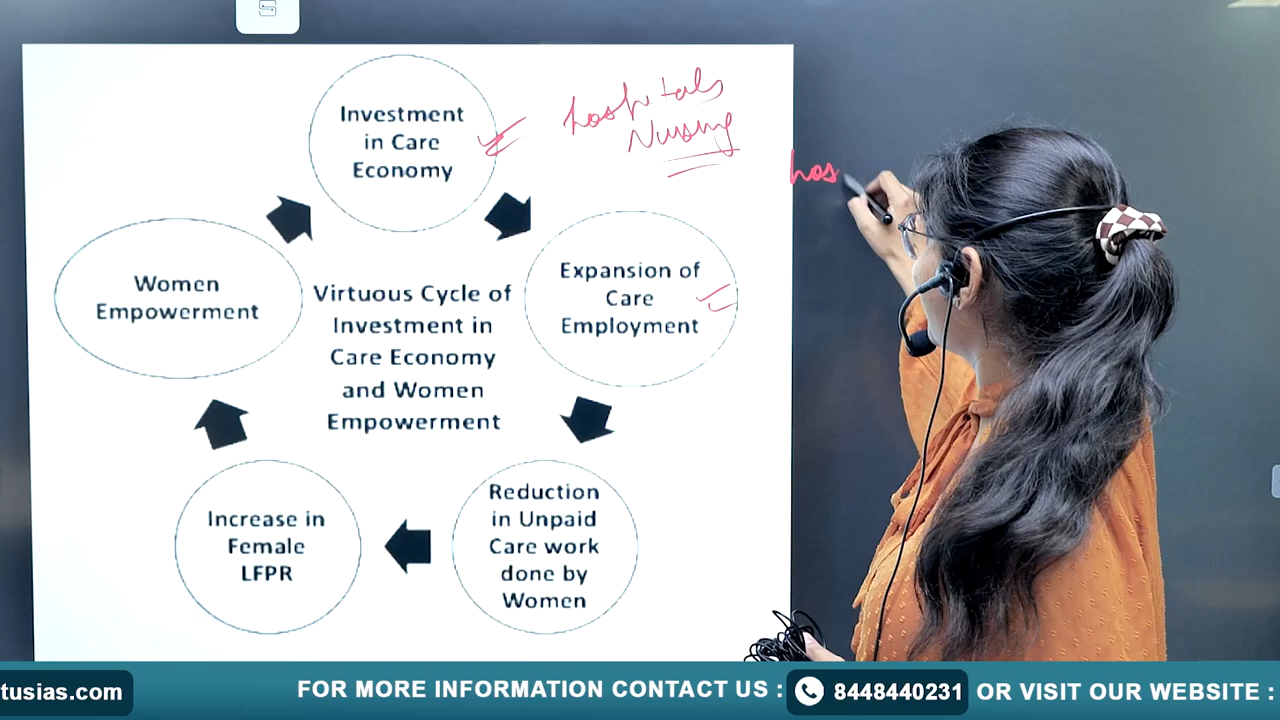 Investment
in Care
Economy
hospitals
Nursing
has
Women
Empowerment
Virtuous Cycle of
Investment in
Care Economy
and Women
Empowerment
Expansion of
Care
Employment
Increase in
Female
LFPR
Reduction
in Unpaid
Care work
done by
Women
tusias.com
FOR MORE INFORMATION CONTACT US :
8448440231
OR VISIT OUR WEBSITE :